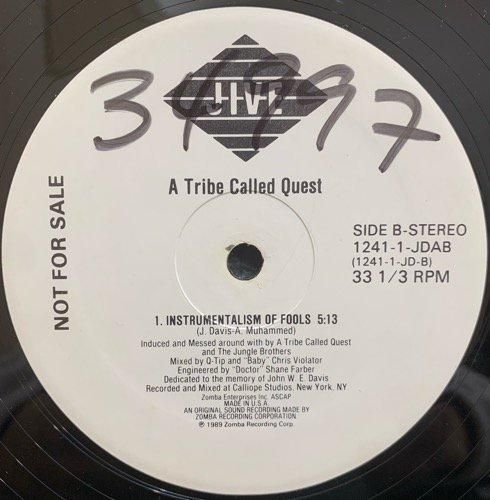 JIVE
34997
A Tribe Called Quest
NOT FOR SALE
SIDE B-STEREO
1241-1-JDAB
(1241-1-JD-B)
33 1/3 RPM
1. INSTRUMENTALISM OF FOOLS 5:13
(J. Davis-A. Muhammed)
Induced and Messed around with by A Tribe Called Quest
and The Jungle Brothers
Mixed by Q-Tip and "Baby" Chris Violator
Engineered by "Doctor" Shane Farber
Dedicated to the memory of John W. E. Davis
Recorded and Mixed at Calliope Studios, New York, NY
Zomba Enterprises Inc. ASCAP
MADE IN U.S.A.
AN ORIGINAL SOUND RECORDING MADE BY
ZOMBA RECORDING CORPORATION.
℗ 1989 Zomba Recording Corp.